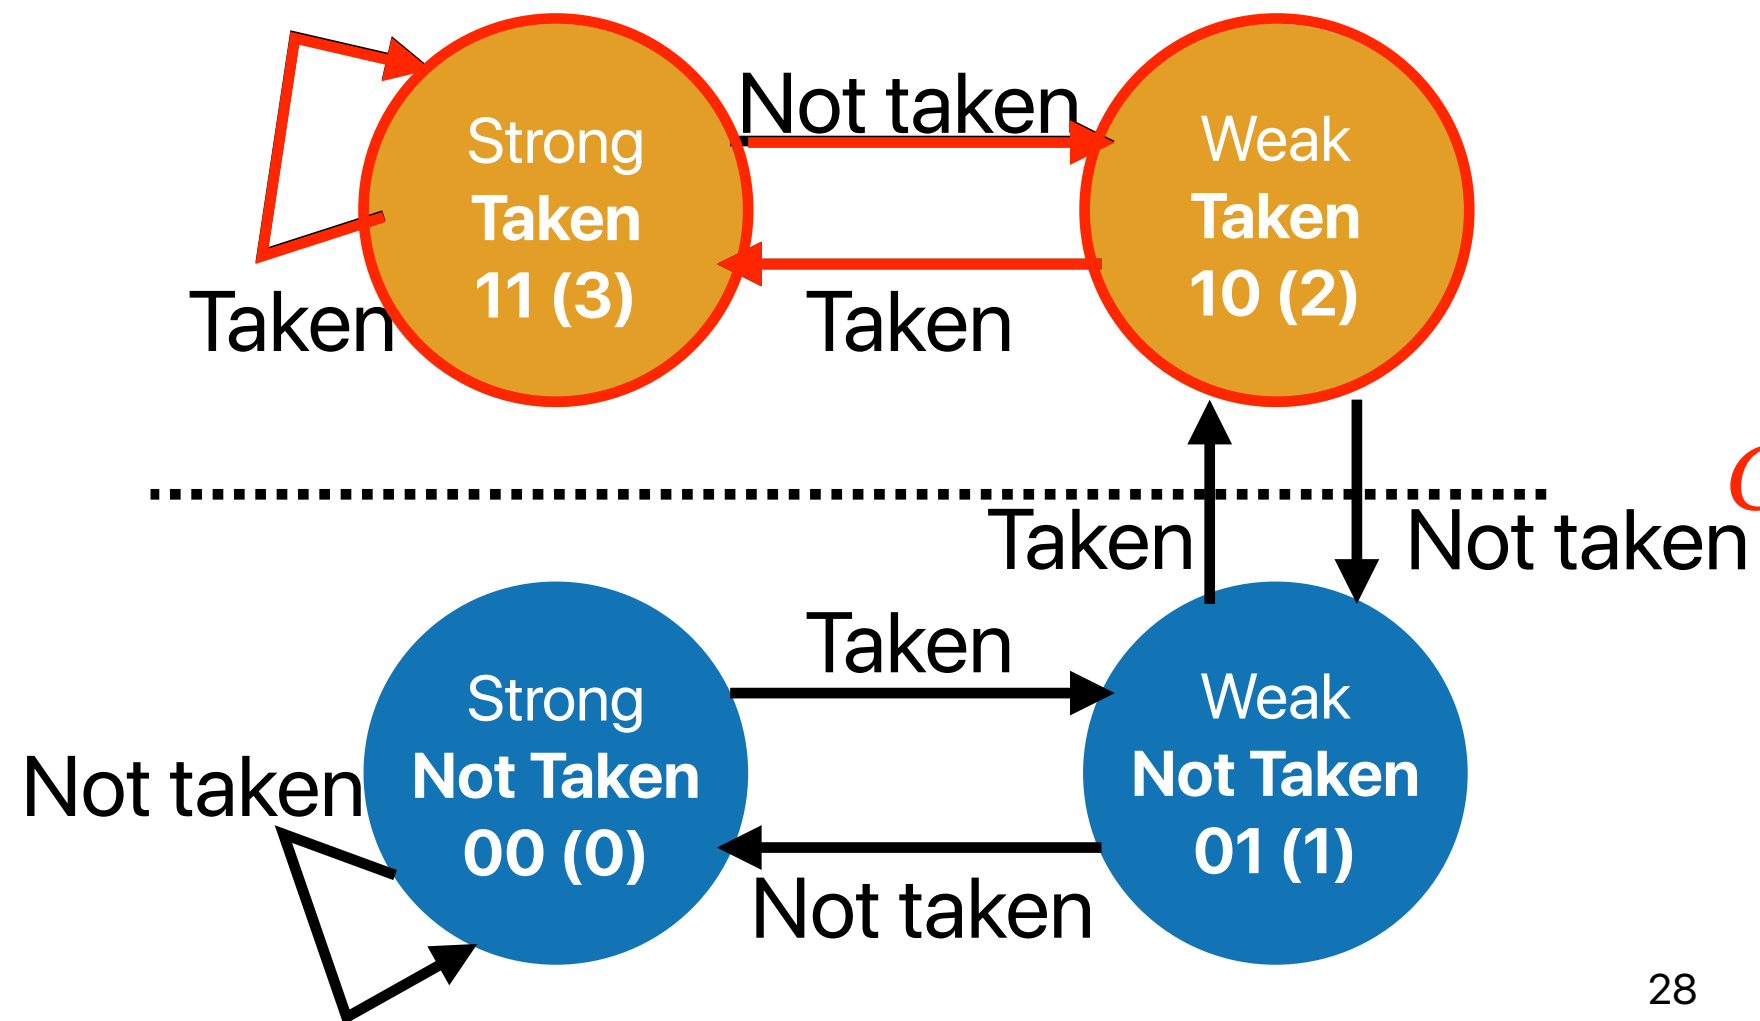 Not taken
Strong
Taken
11 (3)
Weak
Taken
10 (2)
Taken
Taken
Taken
Not taken
Taken
Strong
Not Taken
00 (0)
Weak
Not Taken
01 (1)
Not taken
Not taken
28